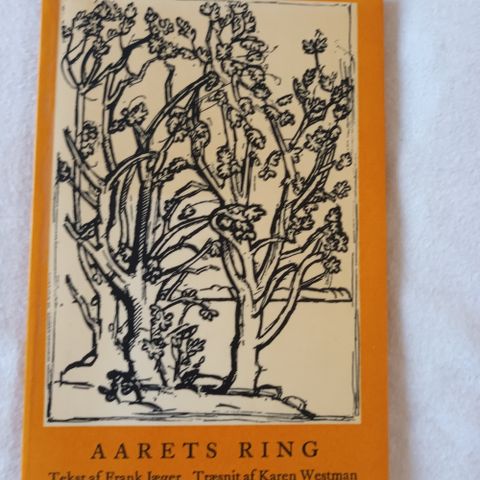 AARETS RING
Tekst af Frank Jæger Træsnit af Karen Westman